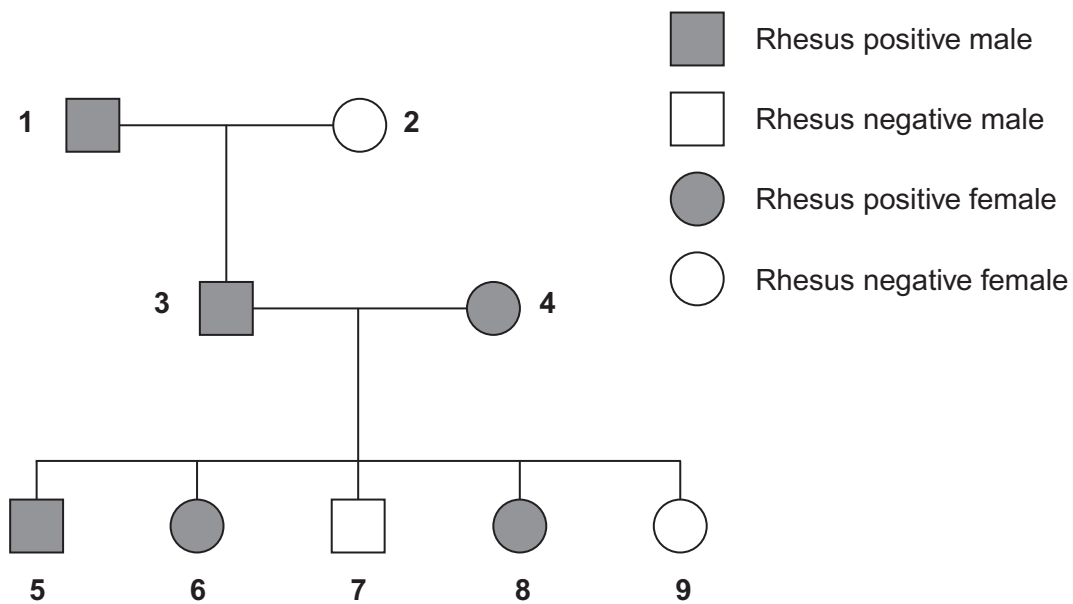 Rhesus positive male
1
2
Rhesus negative male
Rhesus positive female
3
4
Rhesus negative female
5
6
7
8
9